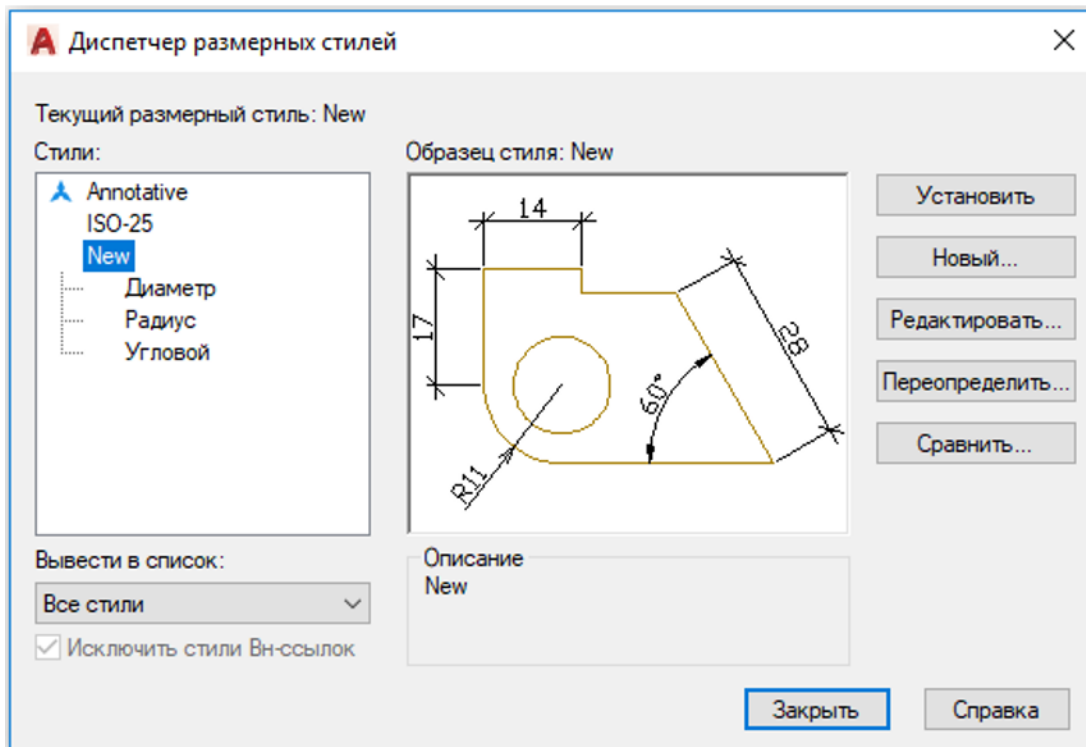 Диспетчер размерных стилей
Текущий размерный стиль: New
Стили:
Annotative
ISO-25
New
Диаметр
Радиус
Угловой
Образец стиля: New
14
17
28
60°
R11
Установить
Новый...
Редактировать...
Переопределить...
Сравнить...
Вывести в список:
Все стили
Исключить стили Вн-ссылок
Описание
New
Закрыть
Справка